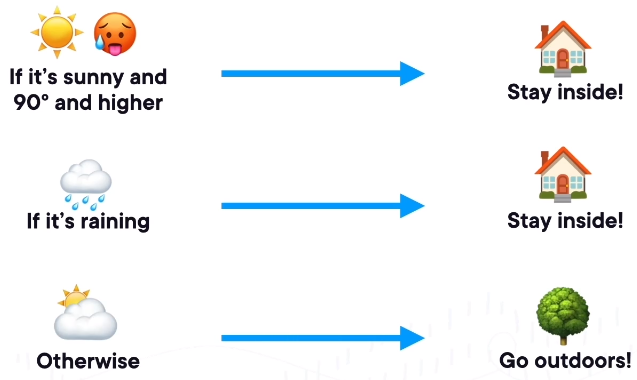 If it's sunny and
90° and higher
Stay inside!
If it's raining
Stay inside!
Otherwise
Go outdoors!